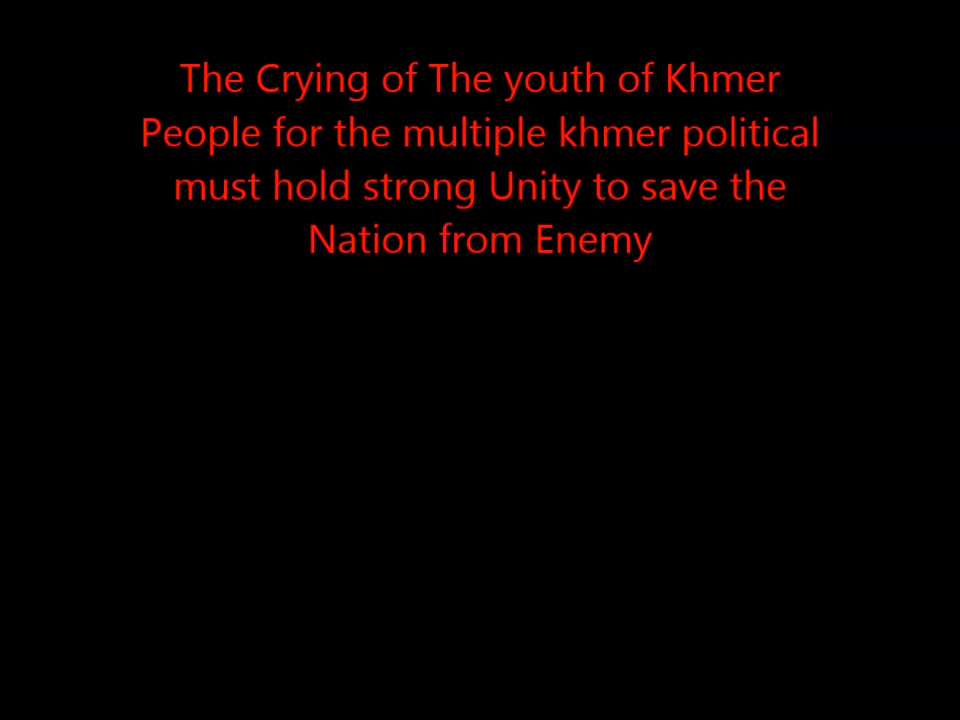 The Crying of The youth of Khmer
People for the multiple khmer political
must hold strong Unity to save the
Nation from Enemy